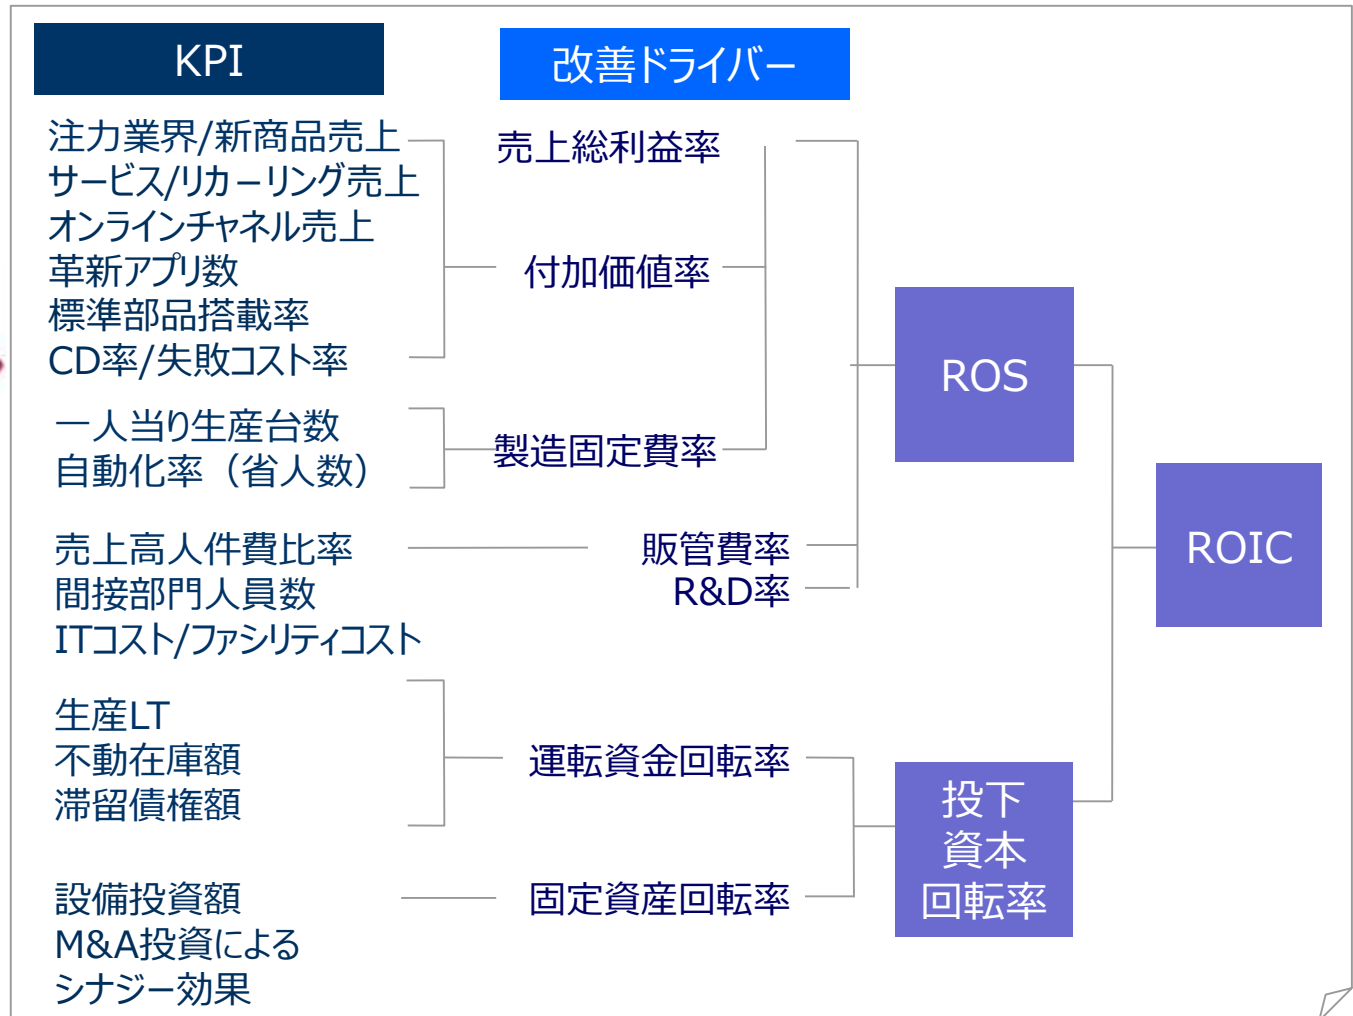 KPI
改善ドライバー
注力業界/新商品売上
サービス/リカーリング売上
オンラインチャネル売上
革新アプリ数
標準部品搭載率
CD率/失敗コスト率
一人当り生産台数
自動化率（省人数）
売上高人件費比率
間接部門人員数
ITコスト/ファシリティコスト
生産LT
不動在庫額
滞留債権額
設備投資額
M&A投資による
シナジー効果
売上総利益率
付加価値率
製造固定費率
販管費率
R&D率
運転資金回転率
固定資産回転率
ROS
投下
資本
回転率
ROIC